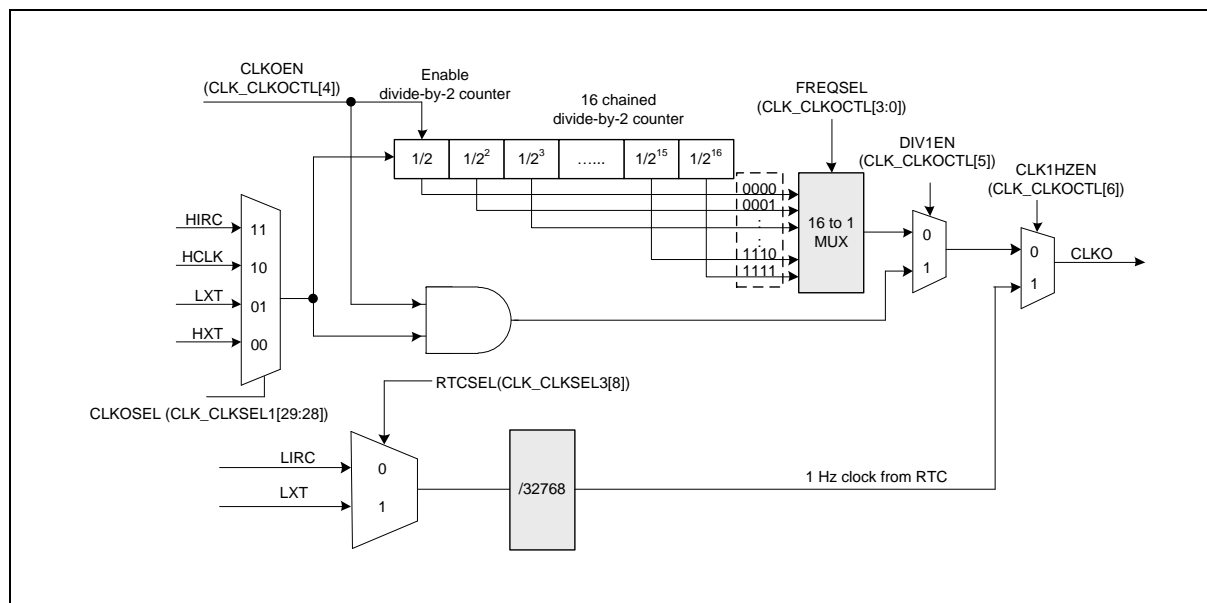 CLKOEN
(CLK_CLKOCTL[4])
Enable
divide-by-2 counter
16 chained
divide-by-2 counter
FREQSEL
(CLK_CLKOCTL[3:0])
DIV1EN
(CLK_CLKOCTL[5])
CLK1HZEN
(CLK_CLKOCTL[6])
1/2
1/2²
1/2³
…...
1/2¹⁵
1/2¹⁶
0000
0001
:
:
1110
1111
16 to 1
MUX
0
1
0
1
CLKO
HIRC
HCLK
LXT
HXT
11
10
01
00
CLKOSEL (CLK_CLKSEL1[29:28])
RTCSEL(CLK_CLKSEL3[8])
LIRC
LXT
0
1
/32768
1 Hz clock from RTC